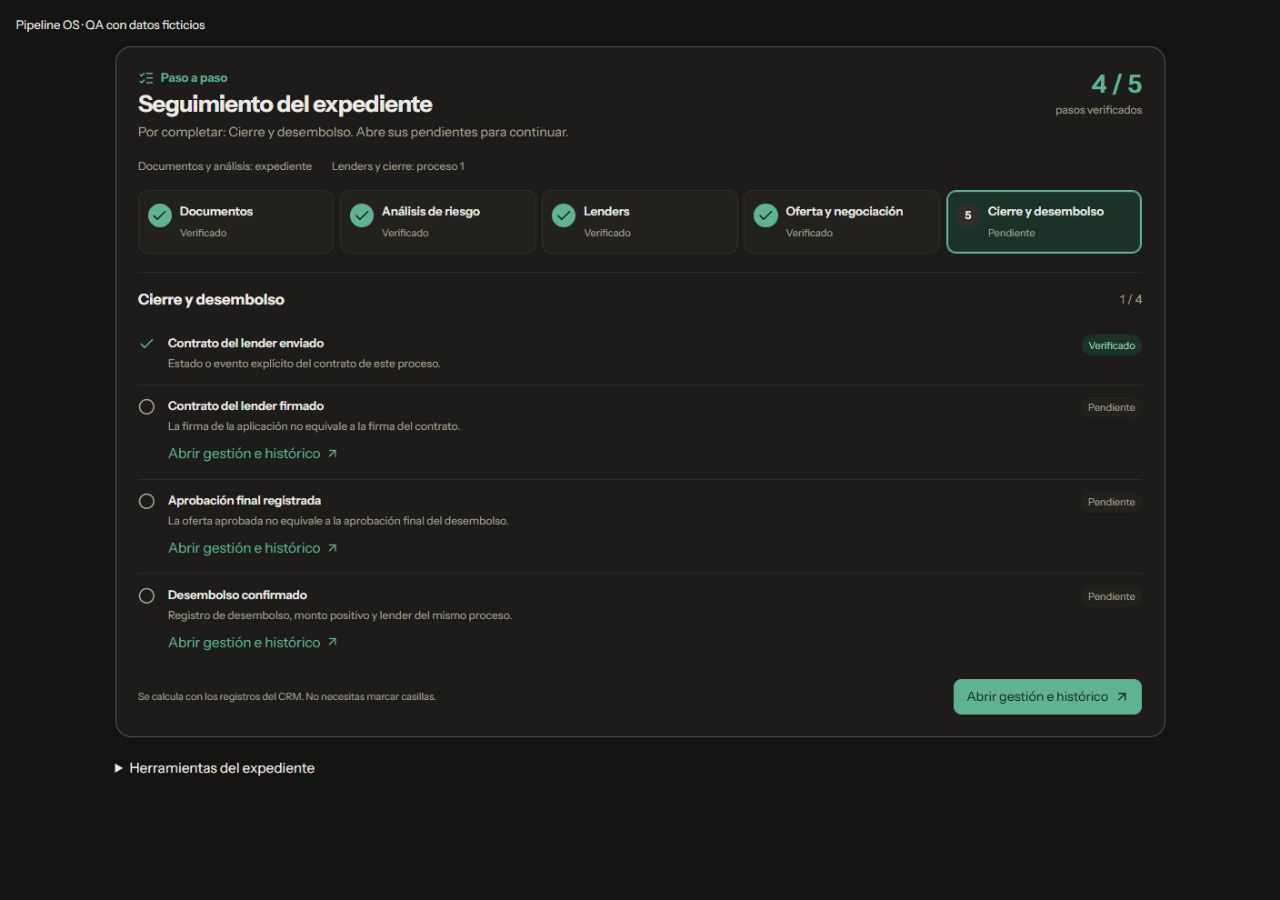 Pipeline OS · QA con datos ficticios
Paso a paso
Seguimiento del expediente
Por completar: Cierre y desembolso. Abre sus pendientes para continuar.
4 / 5
pasos verificados
Documentos y análisis: expediente
Lenders y cierre: proceso 1
Documentos
Verificado
Análisis de riesgo
Verificado
Lenders
Verificado
Oferta y negociación
Verificado
5
Cierre y desembolso
Pendiente
Cierre y desembolso
1 / 4
Contrato del lender enviado
Estado o evento explícito del contrato de este proceso.
Verificado
Contrato del lender firmado
La firma de la aplicación no equivale a la firma del contrato.
Abrir gestión e histórico
Pendiente
Aprobación final registrada
La oferta aprobada no equivale a la aprobación final del desembolso.
Abrir gestión e histórico
Pendiente
Desembolso confirmado
Registro de desembolso, monto positivo y lender del mismo proceso.
Abrir gestión e histórico
Pendiente
Se calcula con los registros del CRM. No necesitas marcar casillas.
Abrir gestión e histórico
Herramientas del expediente